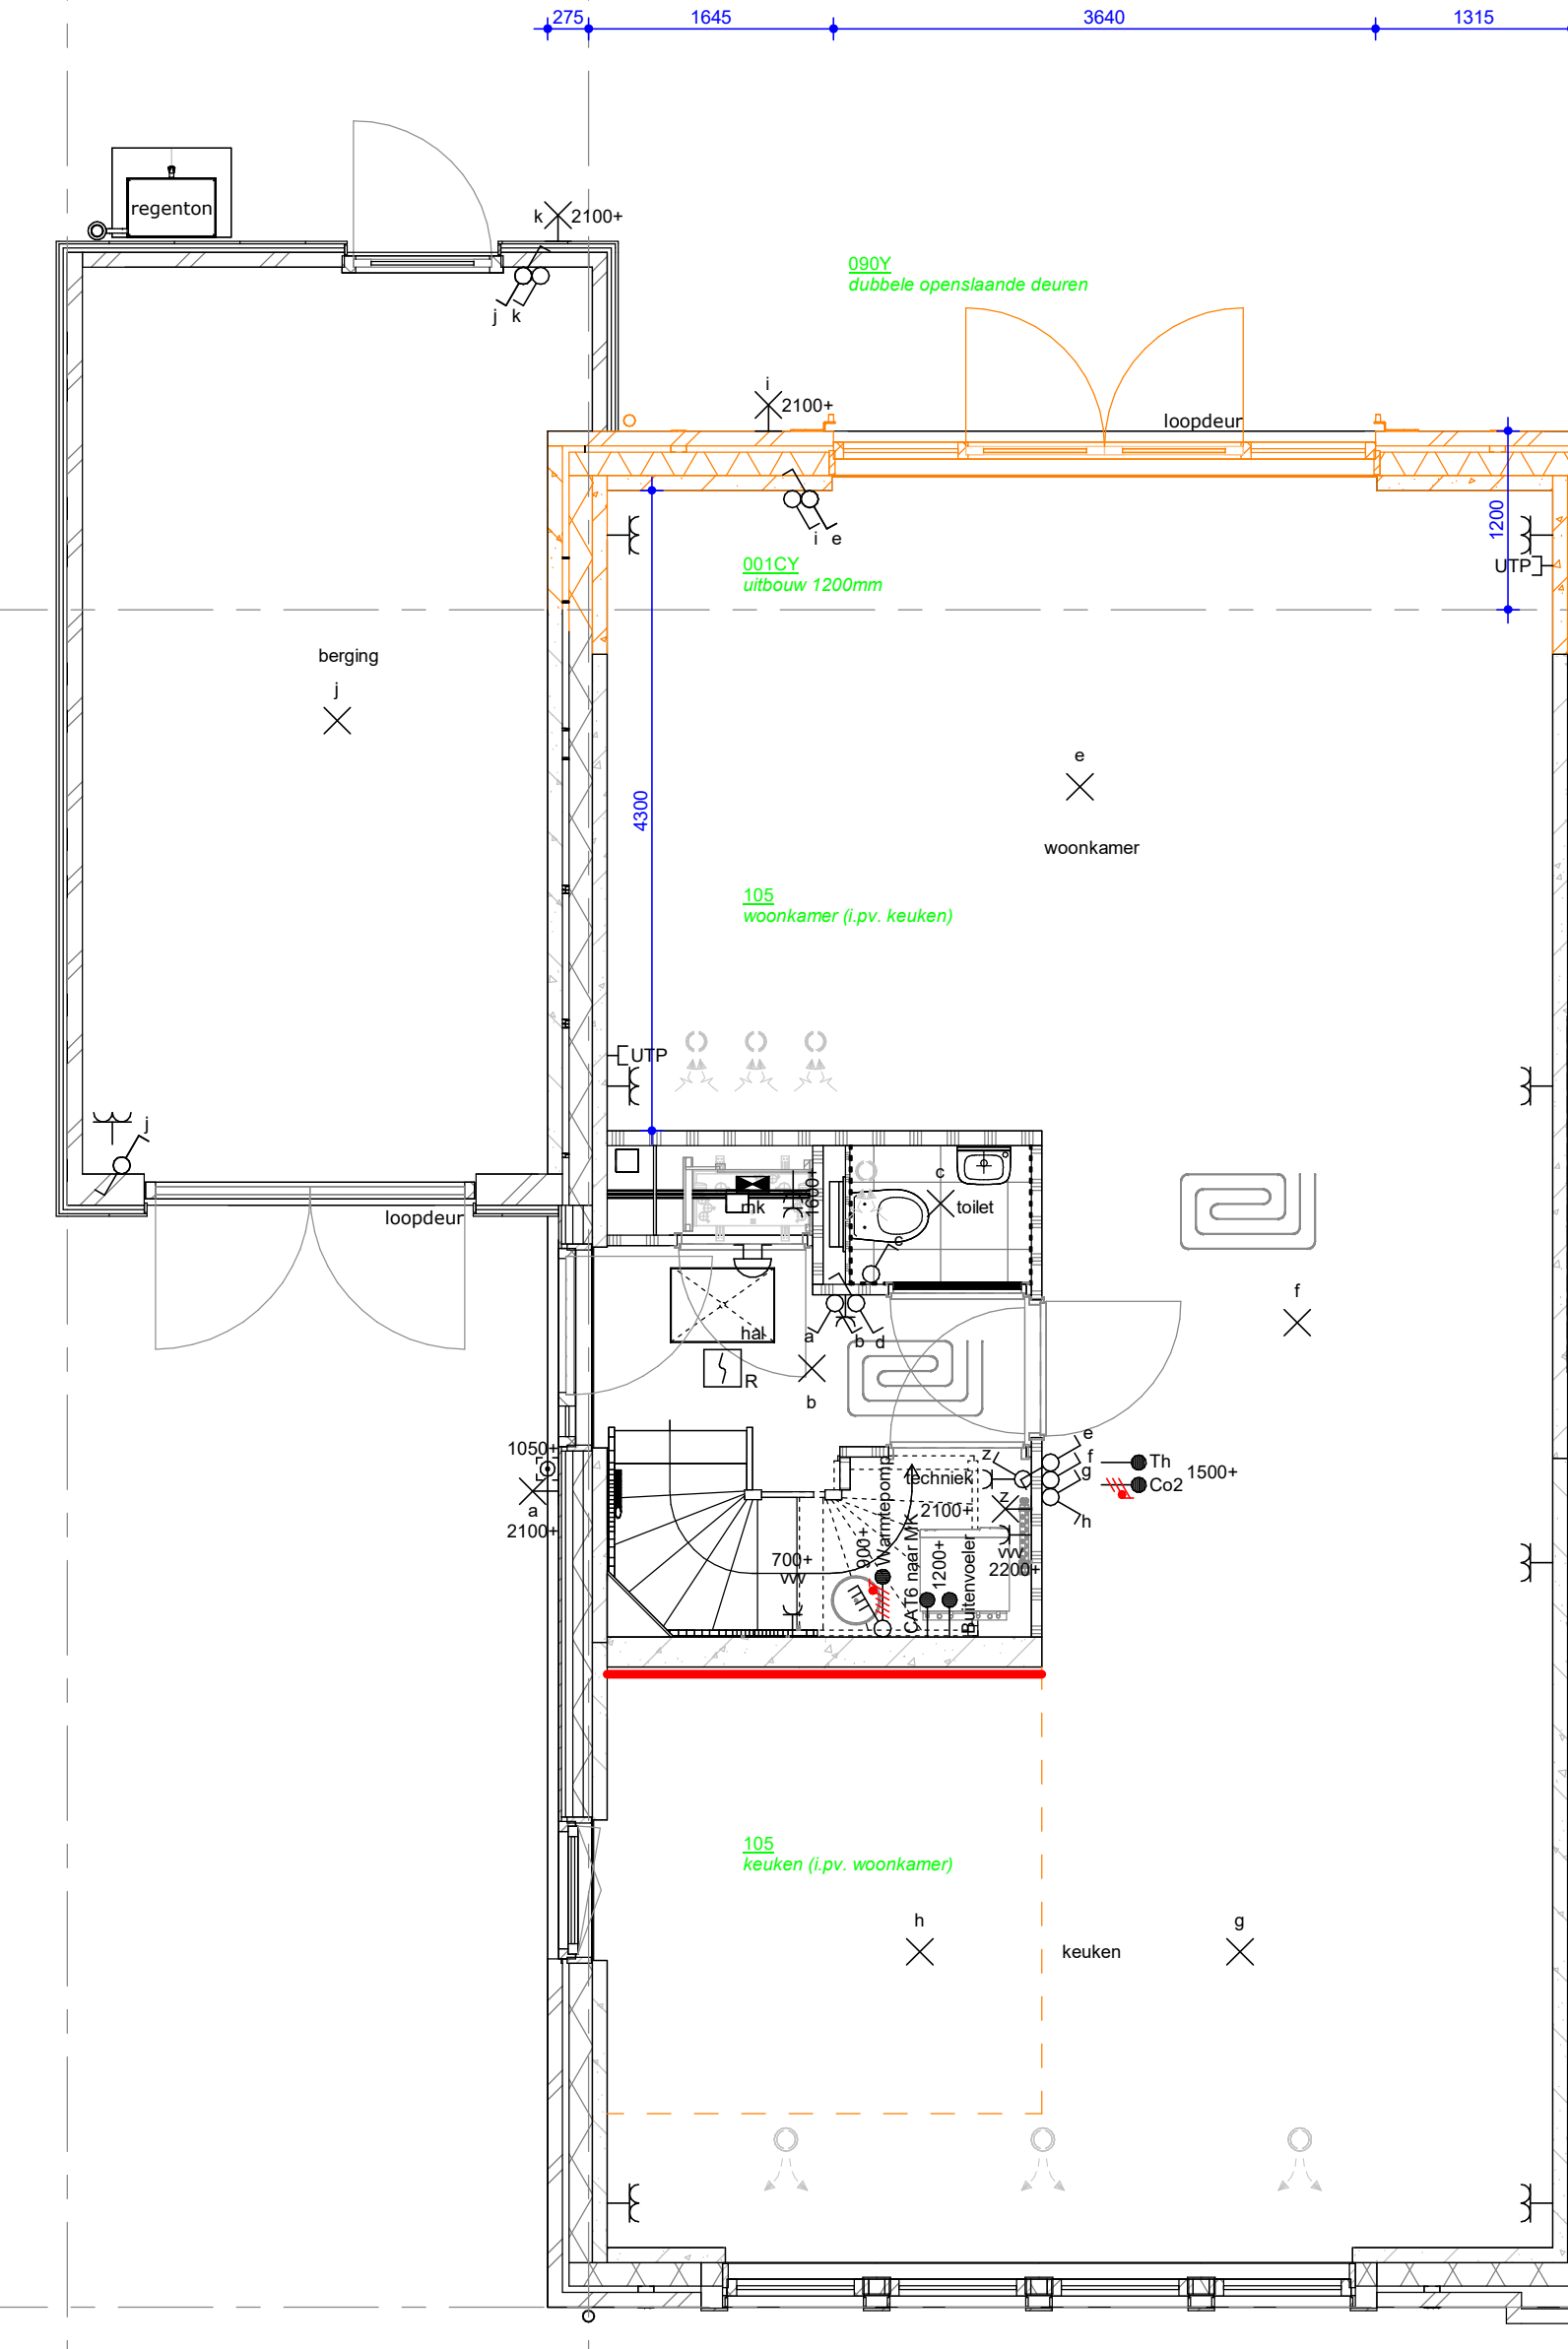 275
1645
3640
1315
regenton
k
2100+
j
k
090Y
dubbele openslaande deuren
i
2100+
loopdeur
i
e
1200
UTP
001CY
uitbouw 1200mm
berging
j
e
woonkamer
4300
105
woonkamer (i.pv. keuken)
UTP
j
loopdeur
mk
1600+
c
toilet
c
hal
a
b
d
R
b
f
1050+
a
2100+
z
techniek
z
2100+
e
f
g
h
Th
Co2
1500+
700+
900+
Warmtepomp
CAT6 naar MK
1200+
Buitenvoeler
2200+
105
keuken (i.pv. woonkamer)
h
g
keuken